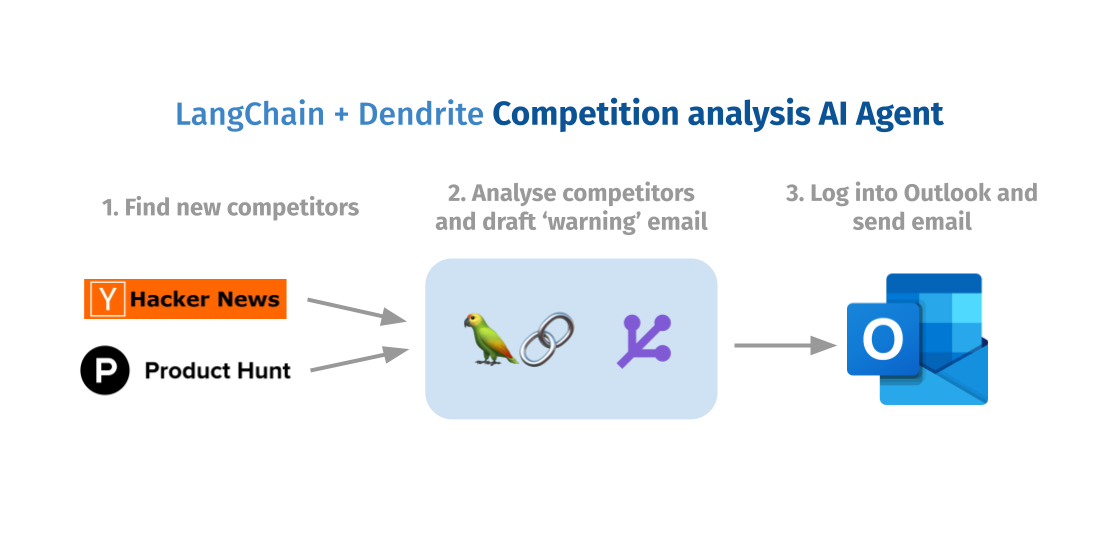 LangChain + Dendrite Competition analysis AI Agent
1. Find new competitors
2. Analyse competitors
and draft ‘warning’ email
3. Log into Outlook and
send email
Y Hacker News
P Product Hunt
O